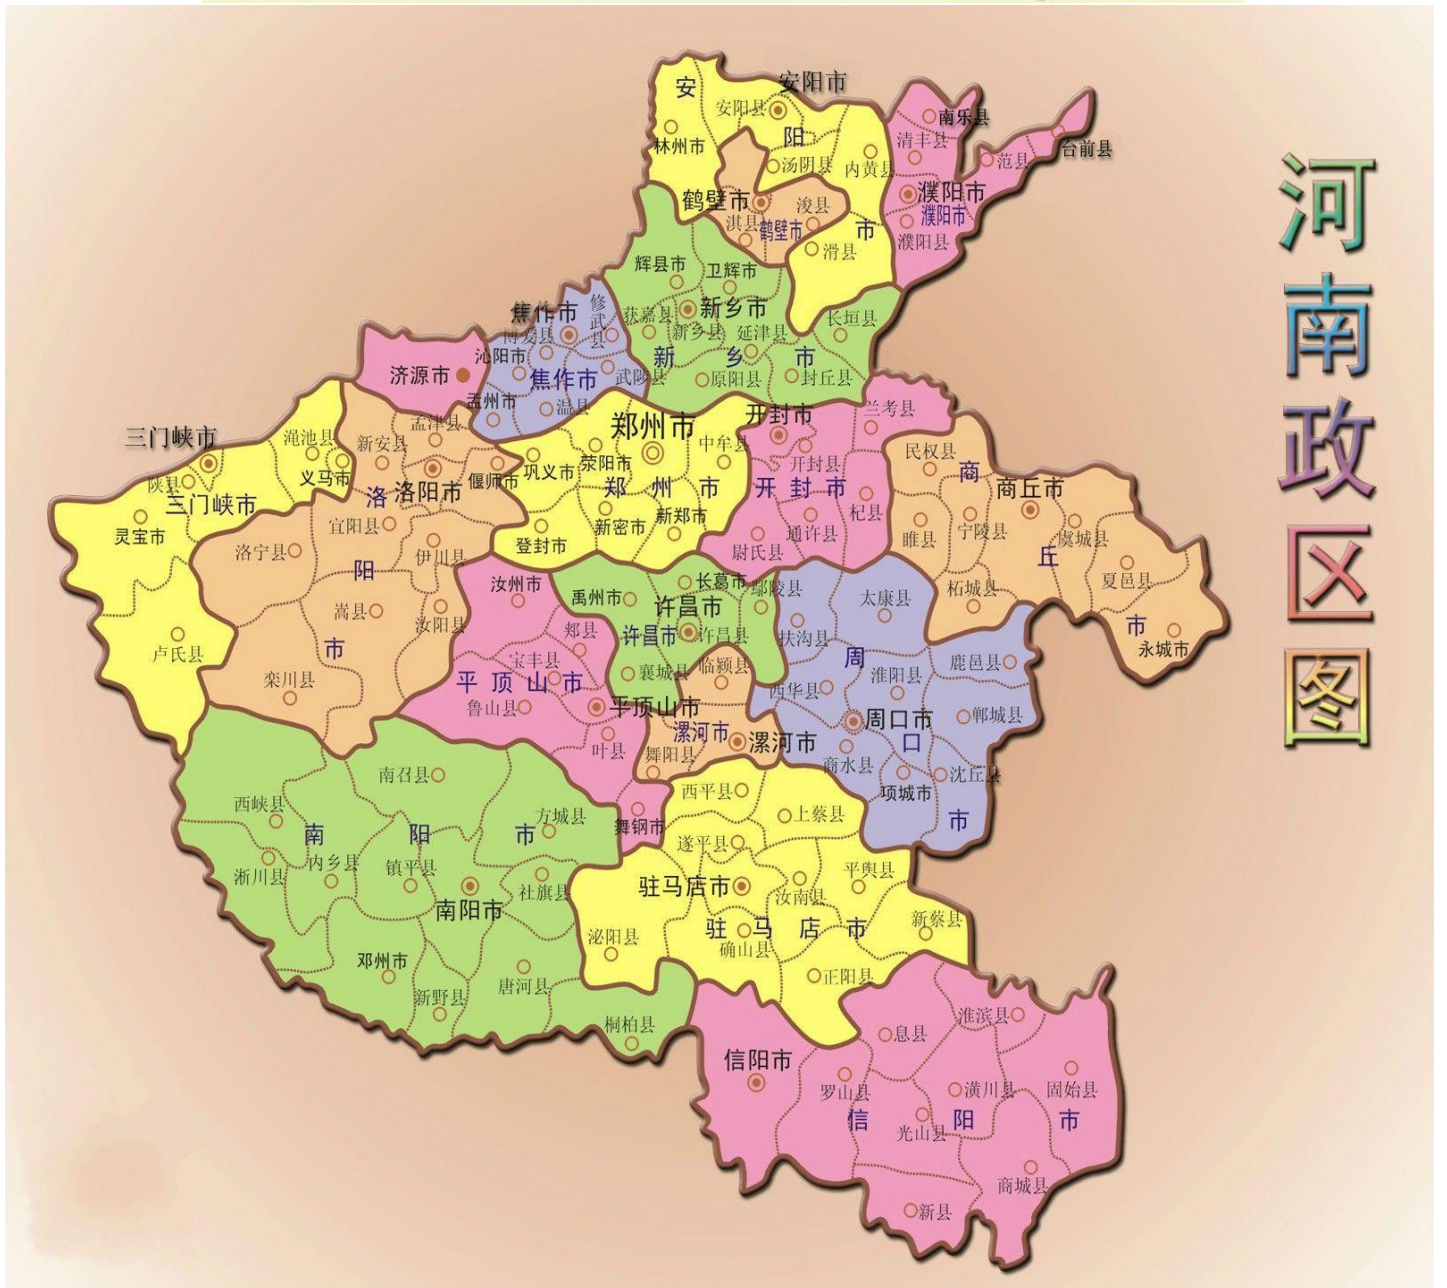 河南政区图
安阳市
安阳市
安阳县
林州市
汤阴县
内黄县
滑县
南乐县
清丰县
台前县
范县
濮阳市
濮阳市
濮阳县
鹤壁市
鹤壁市
浚县
淇县
辉县市
卫辉市
新乡市
获嘉县
新乡县
延津县
长垣县
新乡市
原阳县
封丘县
焦作市
修武县
博爱县
沁阳市
焦作市
武陟县
孟州市
温县
济源市
三门峡市
渑池县
义马市
陕县
三门峡市
灵宝市
卢氏县
孟津县
新安县
洛阳市
偃师市
洛阳市
宜阳县
洛宁县
伊川县
嵩县
汝阳县
栾川县
郑州市
中牟县
巩义市
荥阳市
郑州市
新密市
新郑市
登封市
开封市
兰考县
开封县
开封市
杞县
通许县
尉氏县
民权县
商丘市
商丘市
睢县
宁陵县
虞城县
夏邑县
柘城县
永城市
汝州市
郏县
宝丰县
平顶山市
鲁山县
平顶山市
叶县
舞钢市
禹州市
长葛市
鄢陵县
许昌市
许昌市
许昌县
襄城县
临颍县
漯河市
漯河市
舞阳县
太康县
扶沟县
周口市
鹿邑县
淮阳县
西华县
周口市
郸城县
商水县
沈丘县
项城市
南召县
西峡县
方城县
南阳市
淅川县
内乡县
镇平县
社旗县
南阳市
邓州市
新野县
唐河县
桐柏县
西平县
上蔡县
遂平县
驻马店市
汝南县
平舆县
驻马店市
新蔡县
确山县
泌阳县
正阳县
淮滨县
息县
信阳市
罗山县
潢川县
固始县
信阳市
光山县
商城县
新县